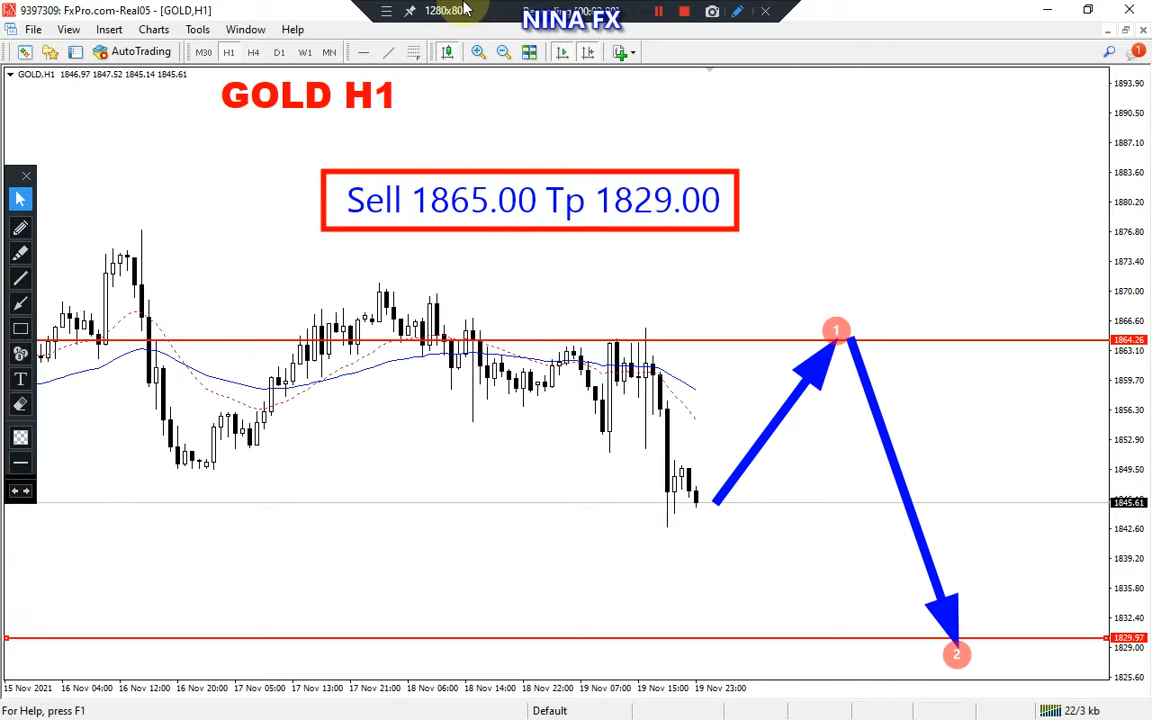 9397309: FxPro.com-Real05 - [GOLD,H1]
1280x80
NINA FX
File View Insert Charts Tools Window Help
AutoTrading M30 H1 H4 D1 W1 MN
1
GOLD,H1 1846.97 1847.52 1845.14 1845.61
GOLD H1
Sell 1865.00 Tp 1829.00
1893.90
1890.50
1887.10
1883.60
1880.20
1876.80
1873.40
1870.00
1866.60
1864.26
1863.10
1859.70
1856.30
1852.90
1849.50
1845.61
1842.60
1839.20
1835.80
1832.40
1829.97
1829.00
1825.60
1
2
T
15 Nov 2021 16 Nov 04:00 16 Nov 12:00 16 Nov 20:00 17 Nov 05:00 17 Nov 13:00 17 Nov 21:00 18 Nov 06:00 18 Nov 14:00 18 Nov 22:00 19 Nov 07:00 19 Nov 15:00 19 Nov 23:00
For Help, press F1 Default 22/3 kb